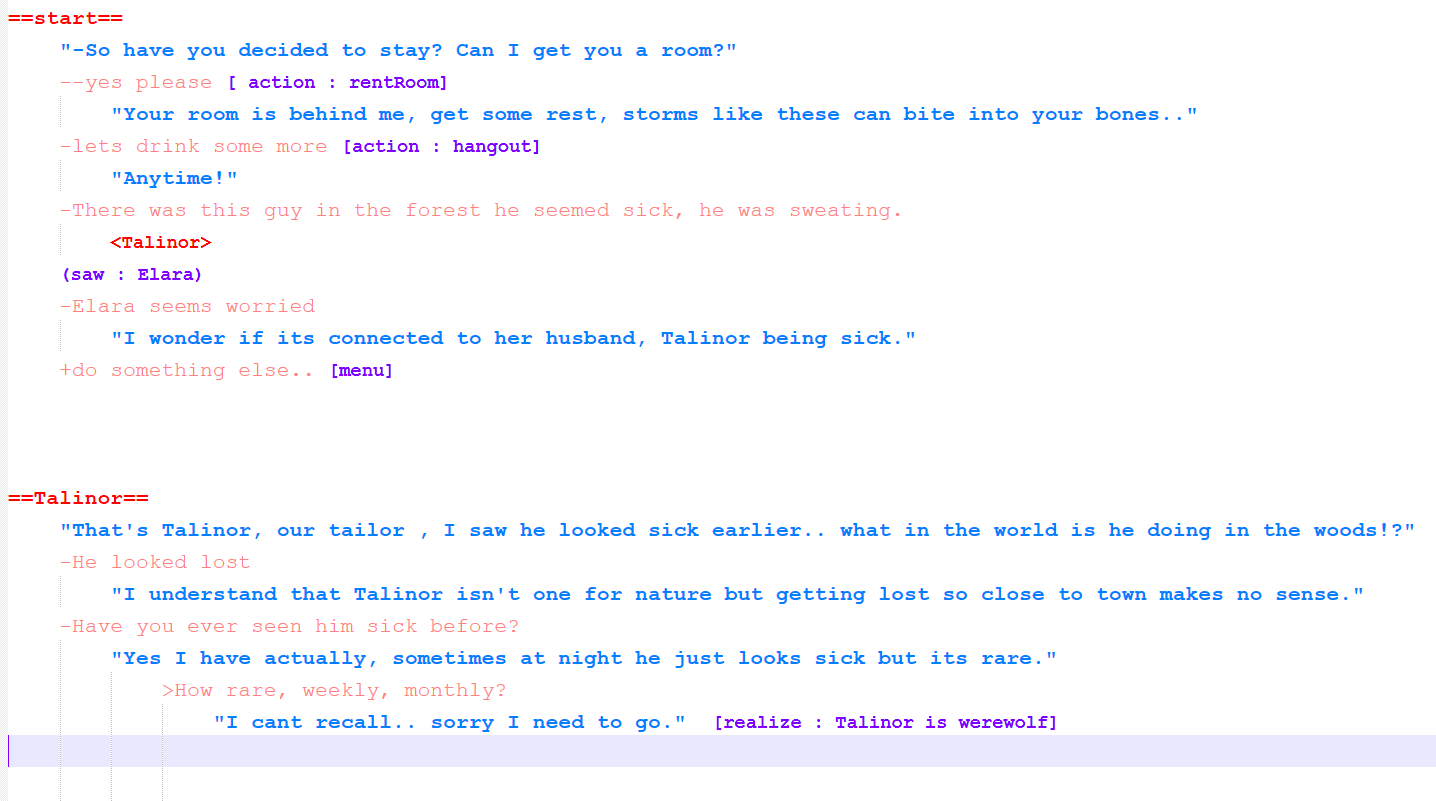 ==start==
"-So have you decided to stay? Can I get you a room?"
--yes please [ action : rentRoom]
"Your room is behind me, get some rest, storms like these can bite into your bones.."
-lets drink some more [action : hangout]
"Anytime!"
-There was this guy in the forest he seemed sick, he was sweating.
<Talinor>
(saw : Elara)
-Elara seems worried
"I wonder if its connected to her husband, Talinor being sick."
+do something else.. [menu]
==Talinor==
"That's Talinor, our tailor , I saw he looked sick earlier.. what in the world is he doing in the woods!?"
-He looked lost
"I understand that Talinor isn't one for nature but getting lost so close to town makes no sense."
-Have you ever seen him sick before?
"Yes I have actually, sometimes at night he just looks sick but its rare."
>How rare, weekly, monthly?
"I cant recall.. sorry I need to go." [realize : Talinor is werewolf]